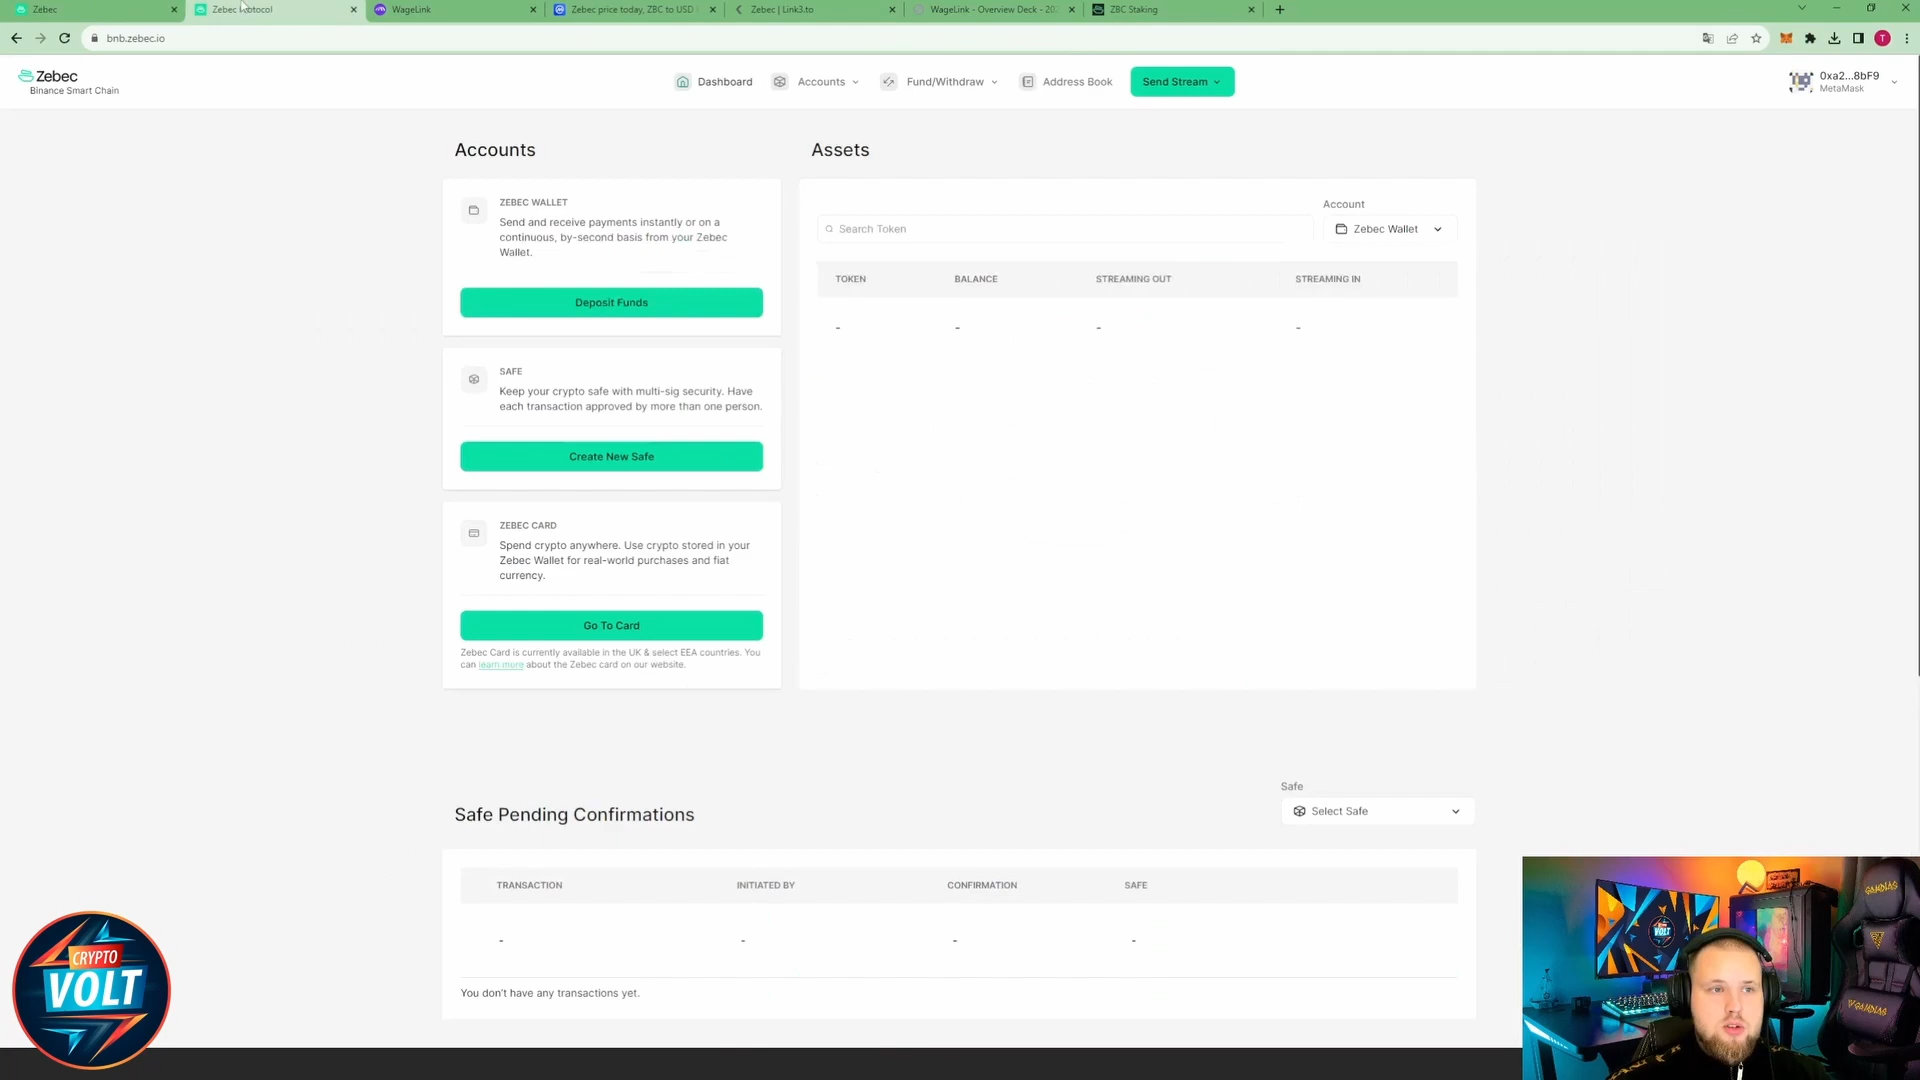 Zebec
Zebec Protocol
WageLink
Zebec price today, ZBC to USD
Zebec | Link3.to
WageLink - Overview Deck - 202
ZBC Staking
bnb.zebec.io
T
Zebec
Binance Smart Chain
Dashboard
Accounts
Fund/Withdraw
Address Book
Send Stream
0xa2...8bF9
MetaMask
Accounts
Assets
ZEBEC WALLET
Send and receive payments instantly or on a
continuous, by-second basis from your Zebec
Wallet.
Deposit Funds
Account
Search Token
Zebec Wallet
TOKEN
BALANCE
STREAMING OUT
STREAMING IN
-
-
-
-
SAFE
Keep your crypto safe with multi-sig security. Have
each transaction approved by more than one person.
Create New Safe
ZEBEC CARD
Spend crypto anywhere. Use crypto stored in your
Zebec Wallet for real-world purchases and fiat
currency.
Go To Card
Zebec Card is currently available in the UK & select EEA countries. You
can learn more about the Zebec card on our website.
Safe Pending Confirmations
Safe
Select Safe
TRANSACTION
INITIATED BY
CONFIRMATION
SAFE
-
-
-
-
You don't have any transactions yet.
CRYPTO
VOLT
VOLT
GAMDIAS
GAMDIAS